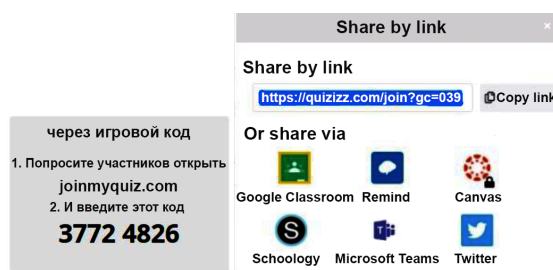 через игровой код
1. Попросите участников открыть
joinmyquiz.com
2. И введите этот код
3772 4826
Share by link
×
Share by link
https://quizizz.com/join?gc=039
Copy link
Or share via
Google Classroom Remind Canvas
S
Schoology Microsoft Teams Twitter